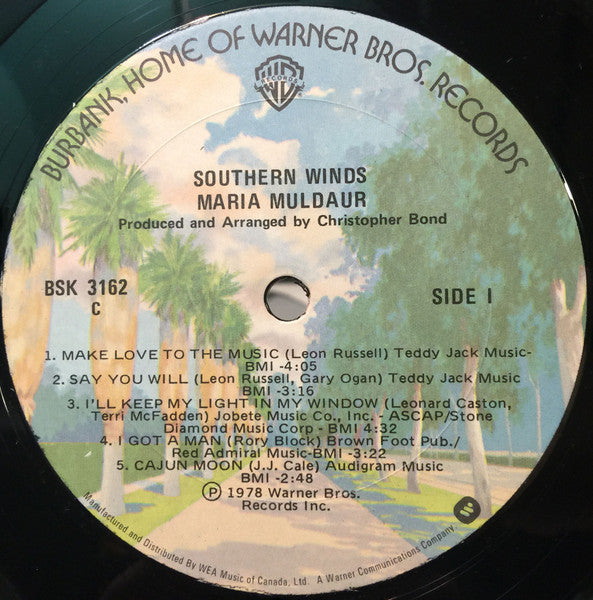 BURBANK, HOME OF WARNER BROS. RECORDS
RECORDS
SOUTHERN WINDS
MARIA MULDAUR
Produced and Arranged by Christopher Bond
BSK 3162
C
SIDE I
1. MAKE LOVE TO THE MUSIC (Leon Russell) Teddy Jack Music-
BMI -4:05
2. SAY YOU WILL (Leon Russell, Gary Ogan) Teddy Jack Music
BMI -3:16
3. I'LL KEEP MY LIGHT IN MY WINDOW (Leonard Caston,
Terri McFadden) Jobete Music Co., Inc. - ASCAP/Stone
Diamond Music Corp - BMI 4:32
4. I GOT A MAN (Rory Block) Brown Foot Pub./
Red Admiral Music-BMI -3:22
5. CAJUN MOON (J.J. Cale) Audigram Music
BMI -2:48
Ⓟ 1978 Warner Bros.
Records Inc.
Manufactured and Distributed By WEA Music of Canada, Ltd. A Warner Communications Company